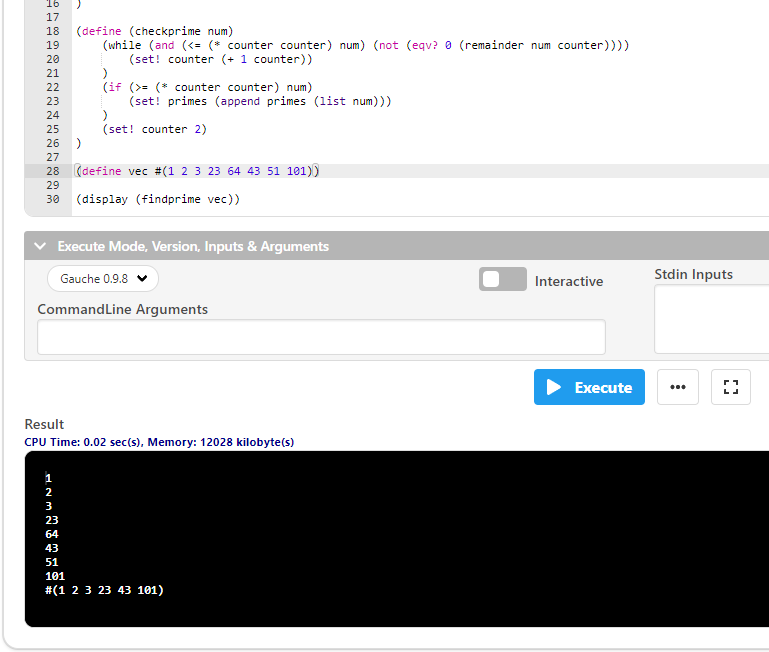 16 )
17
18 (define (checkprime num)
19 (while (and (<= (* counter counter) num) (not (eqv? 0 (remainder num counter))))
20 (set! counter (+ 1 counter))
21 )
22 (if (>= (* counter counter) num)
23 (set! primes (append primes (list num)))
24 )
25 (set! counter 2)
26 )
27
28 (define vec #(1 2 3 23 64 43 51 101))
29
30 (display (findprime vec))
Execute Mode, Version, Inputs & Arguments
Gauche 0.9.8
Interactive
Stdin Inputs
CommandLine Arguments
Execute
Result
CPU Time: 0.02 sec(s), Memory: 12028 kilobyte(s)
1
2
3
23
64
43
51
101
#(1 2 3 23 43 101)